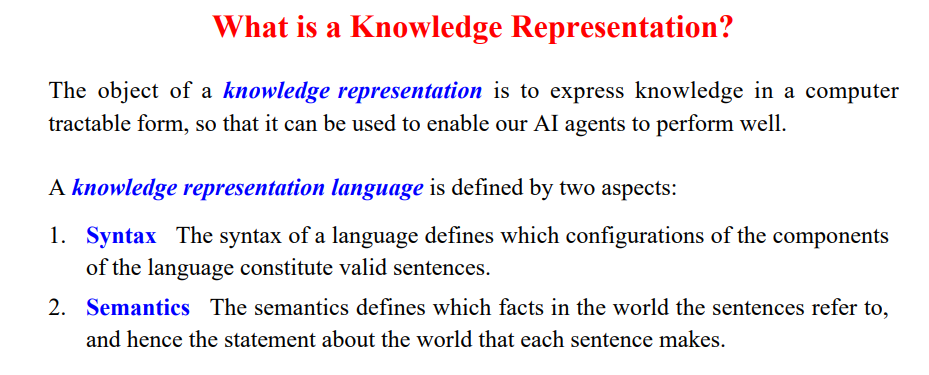 What is a Knowledge Representation?
The object of a knowledge representation is to express knowledge in a computer
tractable form, so that it can be used to enable our AI agents to perform well.
A knowledge representation language is defined by two aspects:
1. Syntax The syntax of a language defines which configurations of the components
of the language constitute valid sentences.
2. Semantics The semantics defines which facts in the world the sentences refer to,
and hence the statement about the world that each sentence makes.